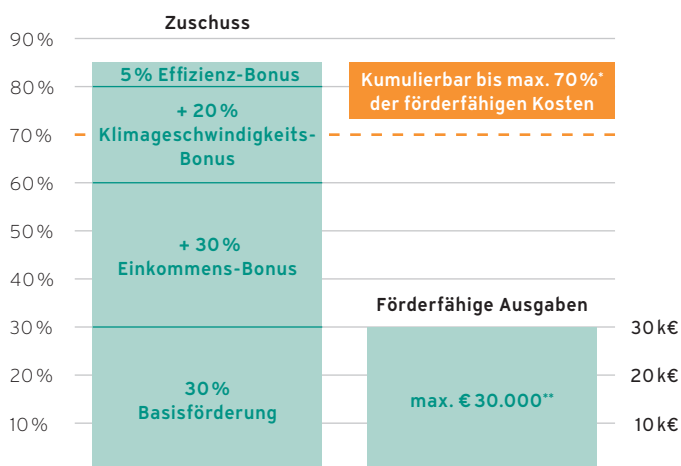 Zuschuss
90 %
5 % Effizienz-Bonus
80 %
Kumulierbar bis max. 70 %*
der förderfähigen Kosten
+ 20 %
Klimageschwindigkeits-
Bonus
70 %
60 %
50 %
+ 30 %
Einkommens-Bonus
40 %
Förderfähige Ausgaben
30 %
30 k€
20 %
20 k€
30 %
Basisförderung
max. € 30.000**
10 %
10 k€